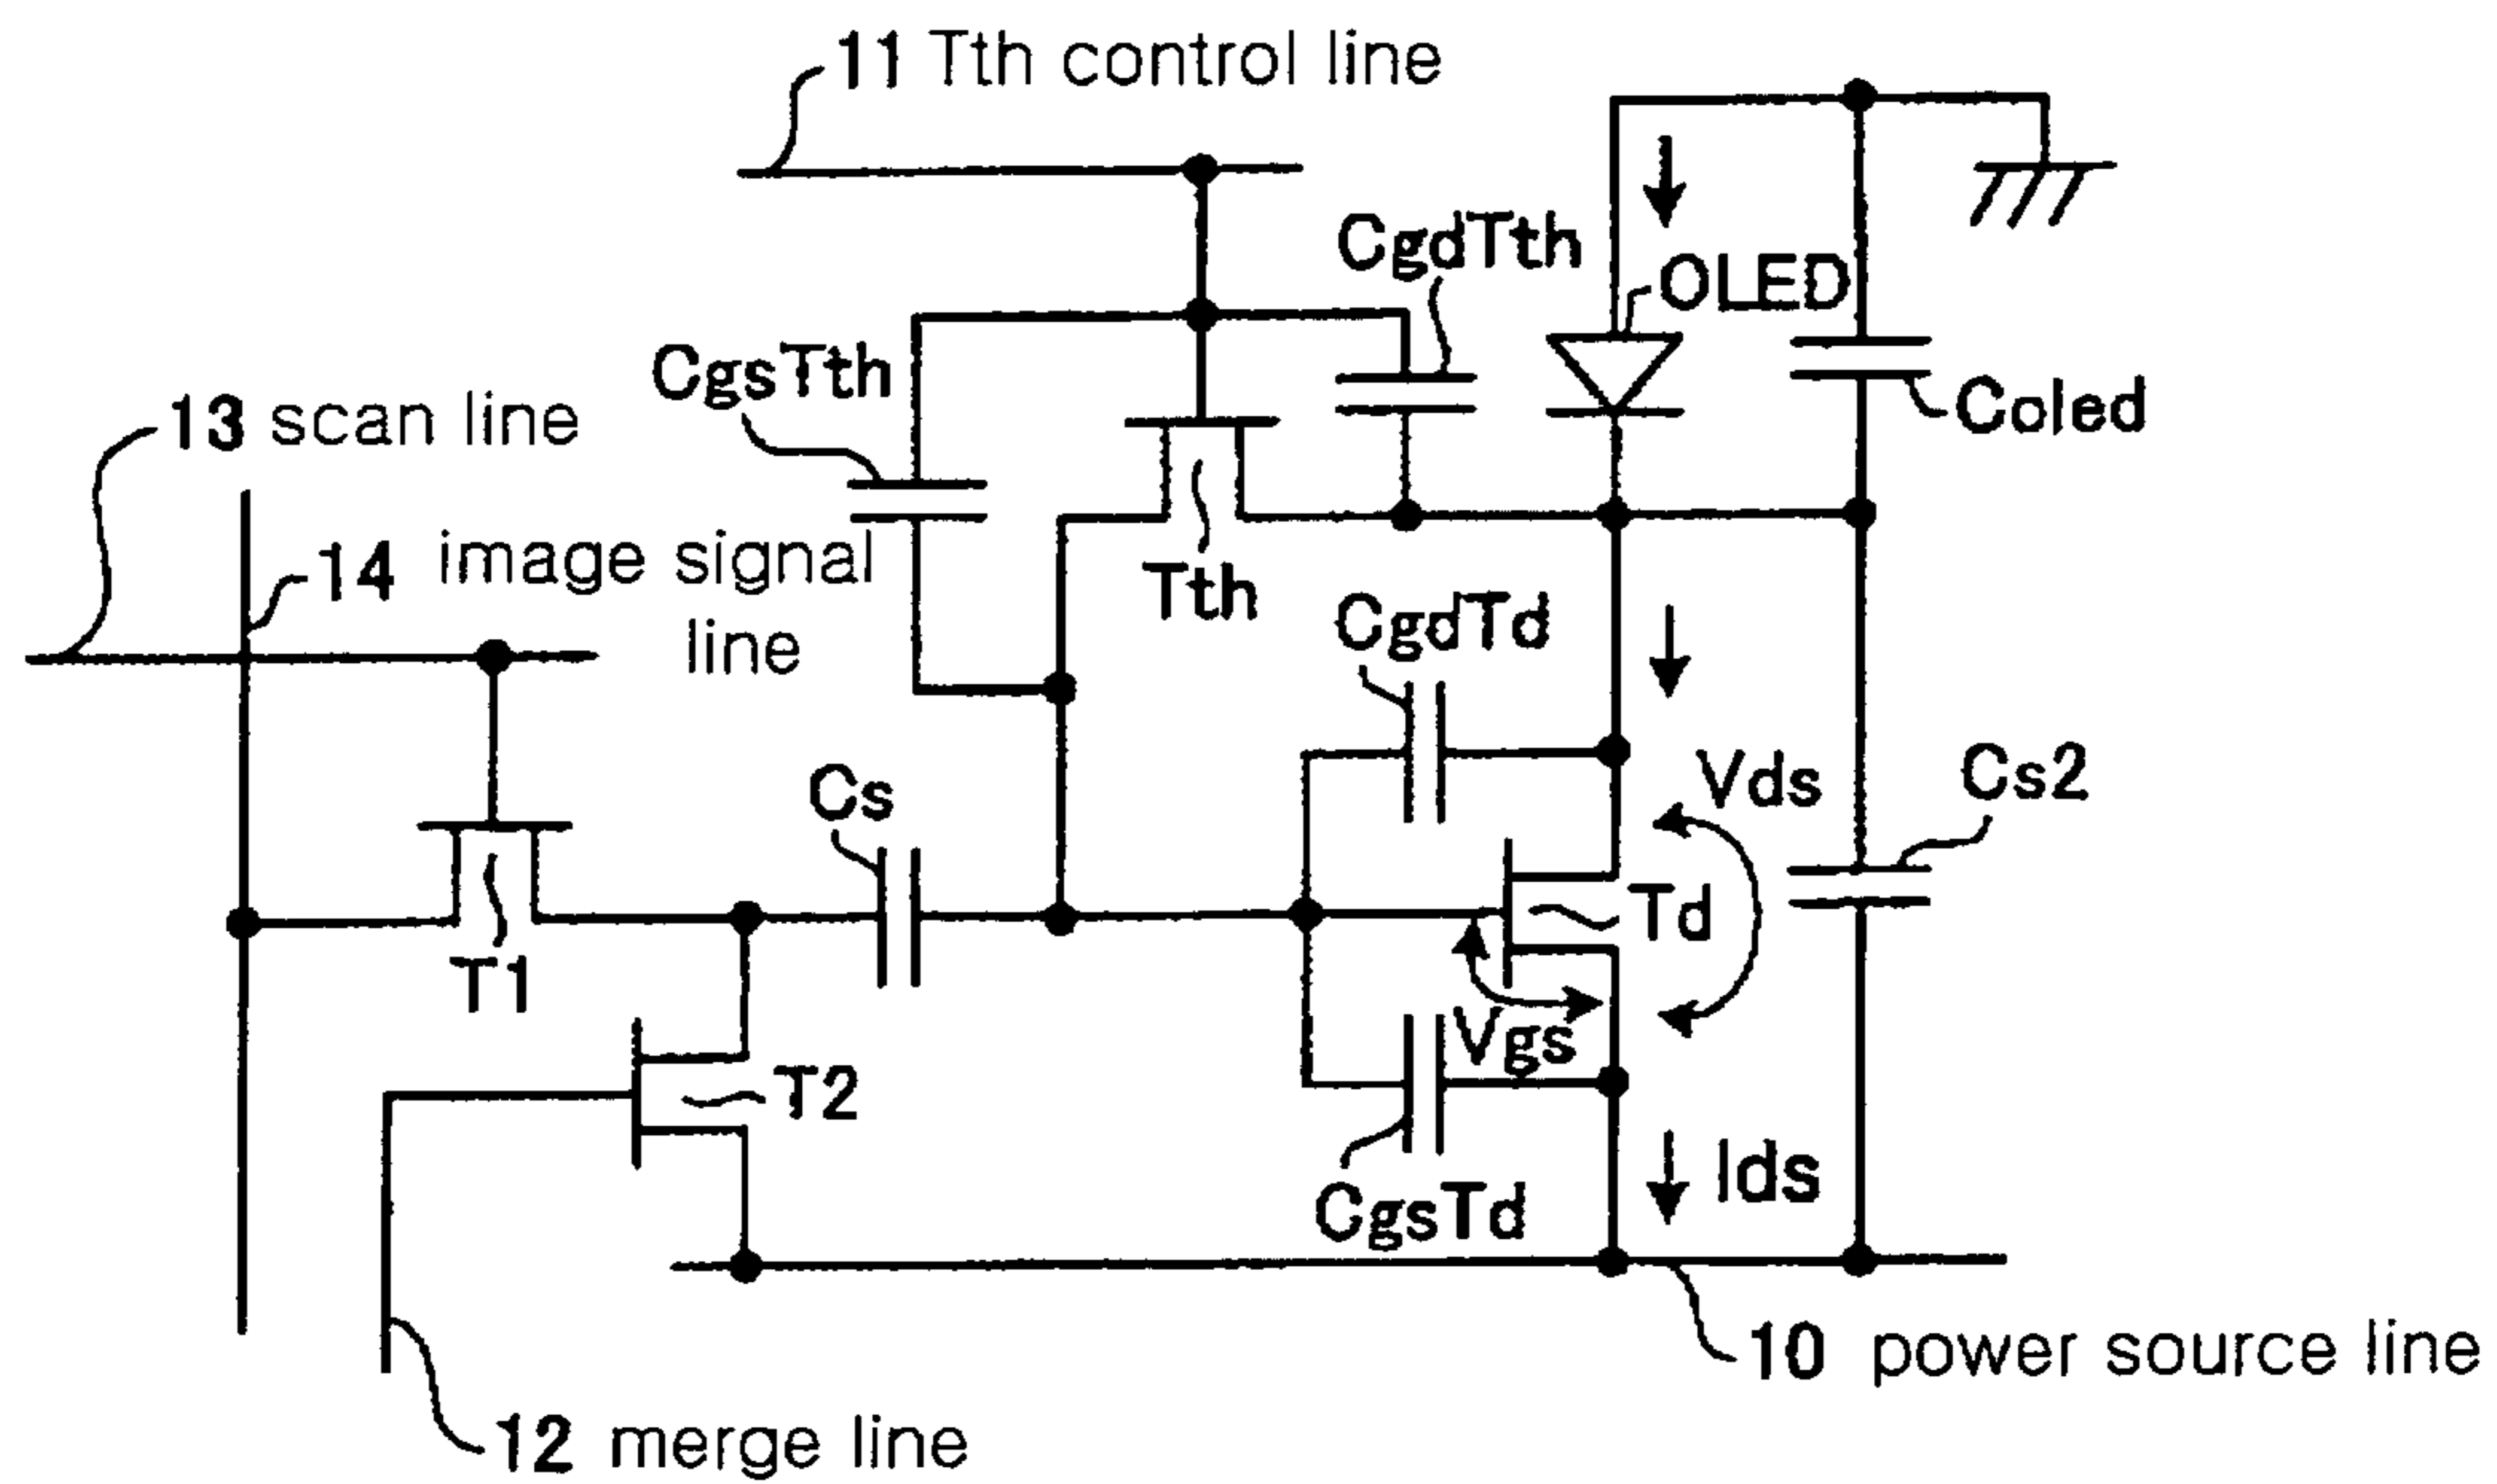 11 Tth control line
CgdTth
OLED
CgsTth
Coled
13 scan line
14 image signal
line
Tth
CgdTd
Vds
Cs2
Cs
Td
T1
Vgs
T2
Ids
CgsTd
10 power source line
12 merge line